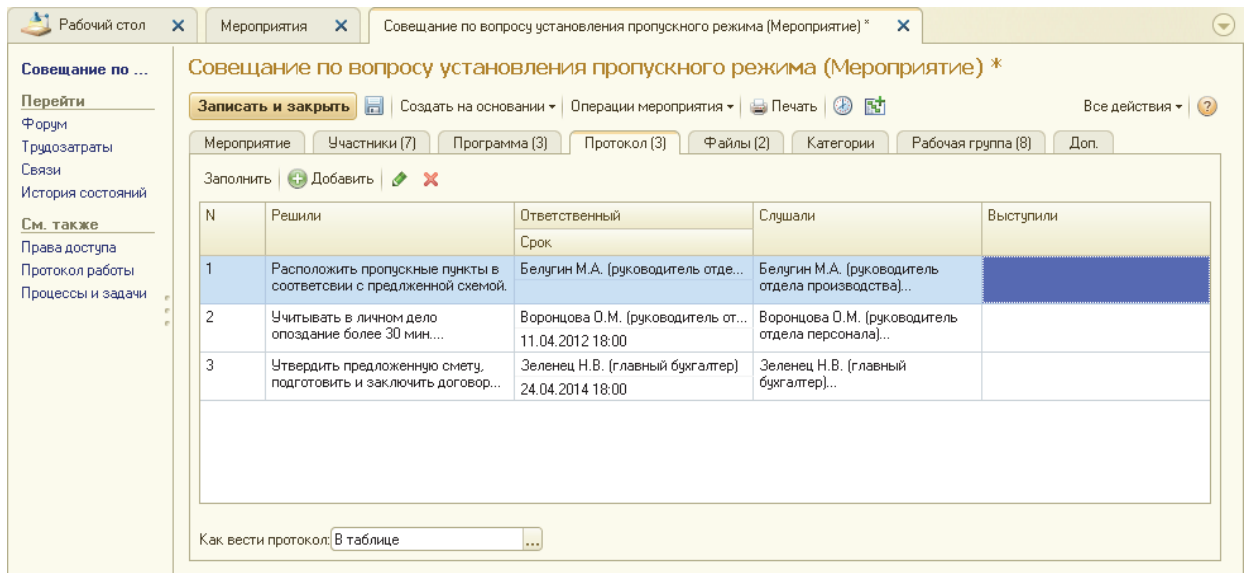 Рабочий стол
Мероприятия
Совещание по вопросу установления пропускного режима (Мероприятие) *
Совещание по ...
Перейти
Форум
Трудозатраты
Связи
История состояний
См. также
Права доступа
Протокол работы
Процессы и задачи
Совещание по вопросу установления пропускного режима (Мероприятие) *
Записать и закрыть Создать на основании Операции мероприятия Печать Все действия ?
Мероприятие Участники (7) Программа (3) Протокол (3) Файлы (2) Категории Рабочая группа (8) Доп.
Заполнить Добавить
N Решили Ответственный Слушали Выступили
Срок
1 Расположить пропускные пункты в Белугин М.А. (руководитель отде... Белугин М.А. (руководитель
соответсвии с предлженной схемой. отдела производства)...
2 Учитывать в личном дело Воронцова О.М. (руководитель от... Воронцова О.М. (руководитель
опоздание более 30 мин.... 11.04.2012 18:00 отдела персонала)...
3 Утвердить предложенную смету, Зеленец Н.В. (главный бухгалтер) Зеленец Н.В. (главный
подготовить и заключить договор... 24.04.2014 18:00 бухгалтер)...
Как вести протокол: В таблице ...